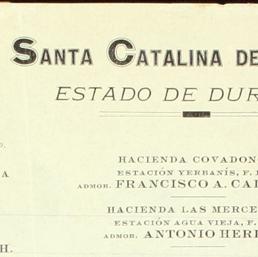 SANTA CATALINA DE
ESTADO DE DUR
HACIENDA COVADON
ESTACIÓN YERBANÍS, F.
ADMOR. FRANCISCO A. CA
HACIENDA LAS MERCE
ESTACIÓN AGUA VIEJA, F.
ADMOR. ANTONIO HER
A
H.